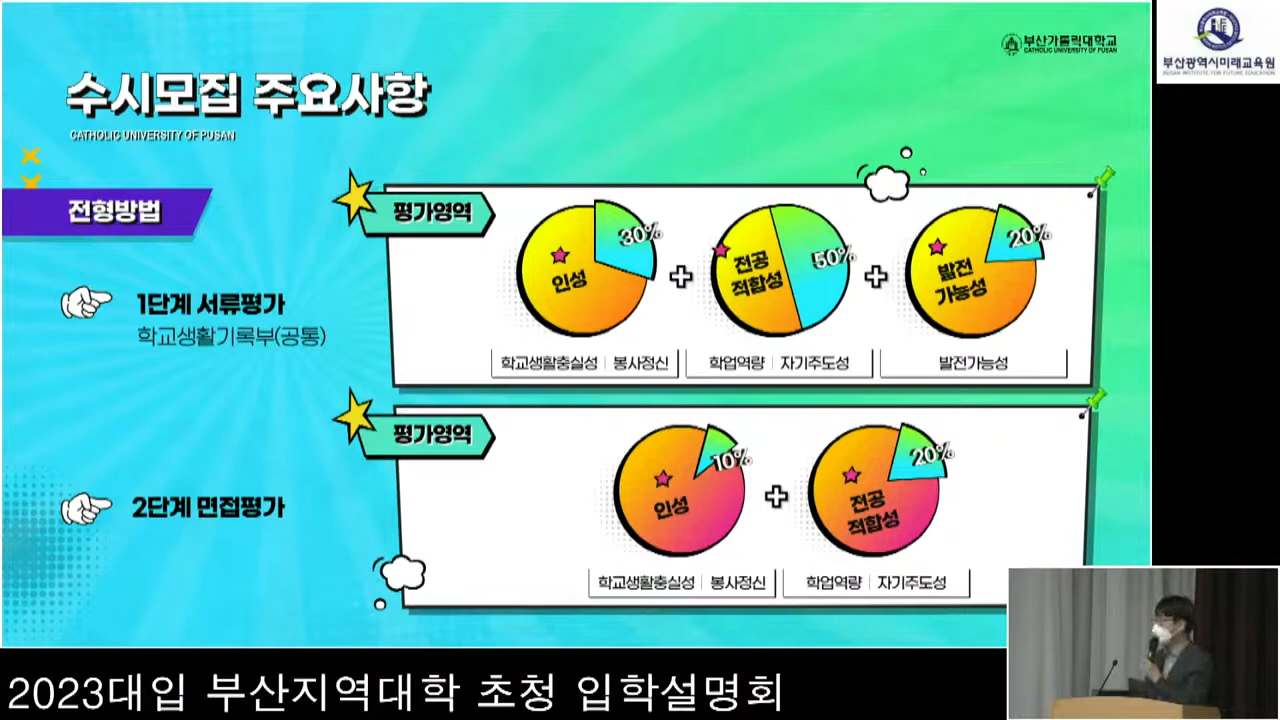 부산가톨릭대학교
CATHOLIC UNIVERSITY OF PUSAN
부산광역시미래교육원
BUSAN INSTITUTE FOR FUTURE EDUCATION
수시모집 주요사항
CATHOLIC UNIVERSITY OF PUSAN
전형방법
평가영역
30%
인성
50%
전공
적합성
20%
발전
가능성
1단계 서류평가
학교생활기록부(공통)
학교생활충실성 봉사정신
학업역량 자기주도성
발전가능성
평가영역
10%
인성
20%
전공
적합성
2단계 면접평가
학교생활충실성 봉사정신
학업역량 자기주도성
2023대입 부산지역대학 초청 입학설명회